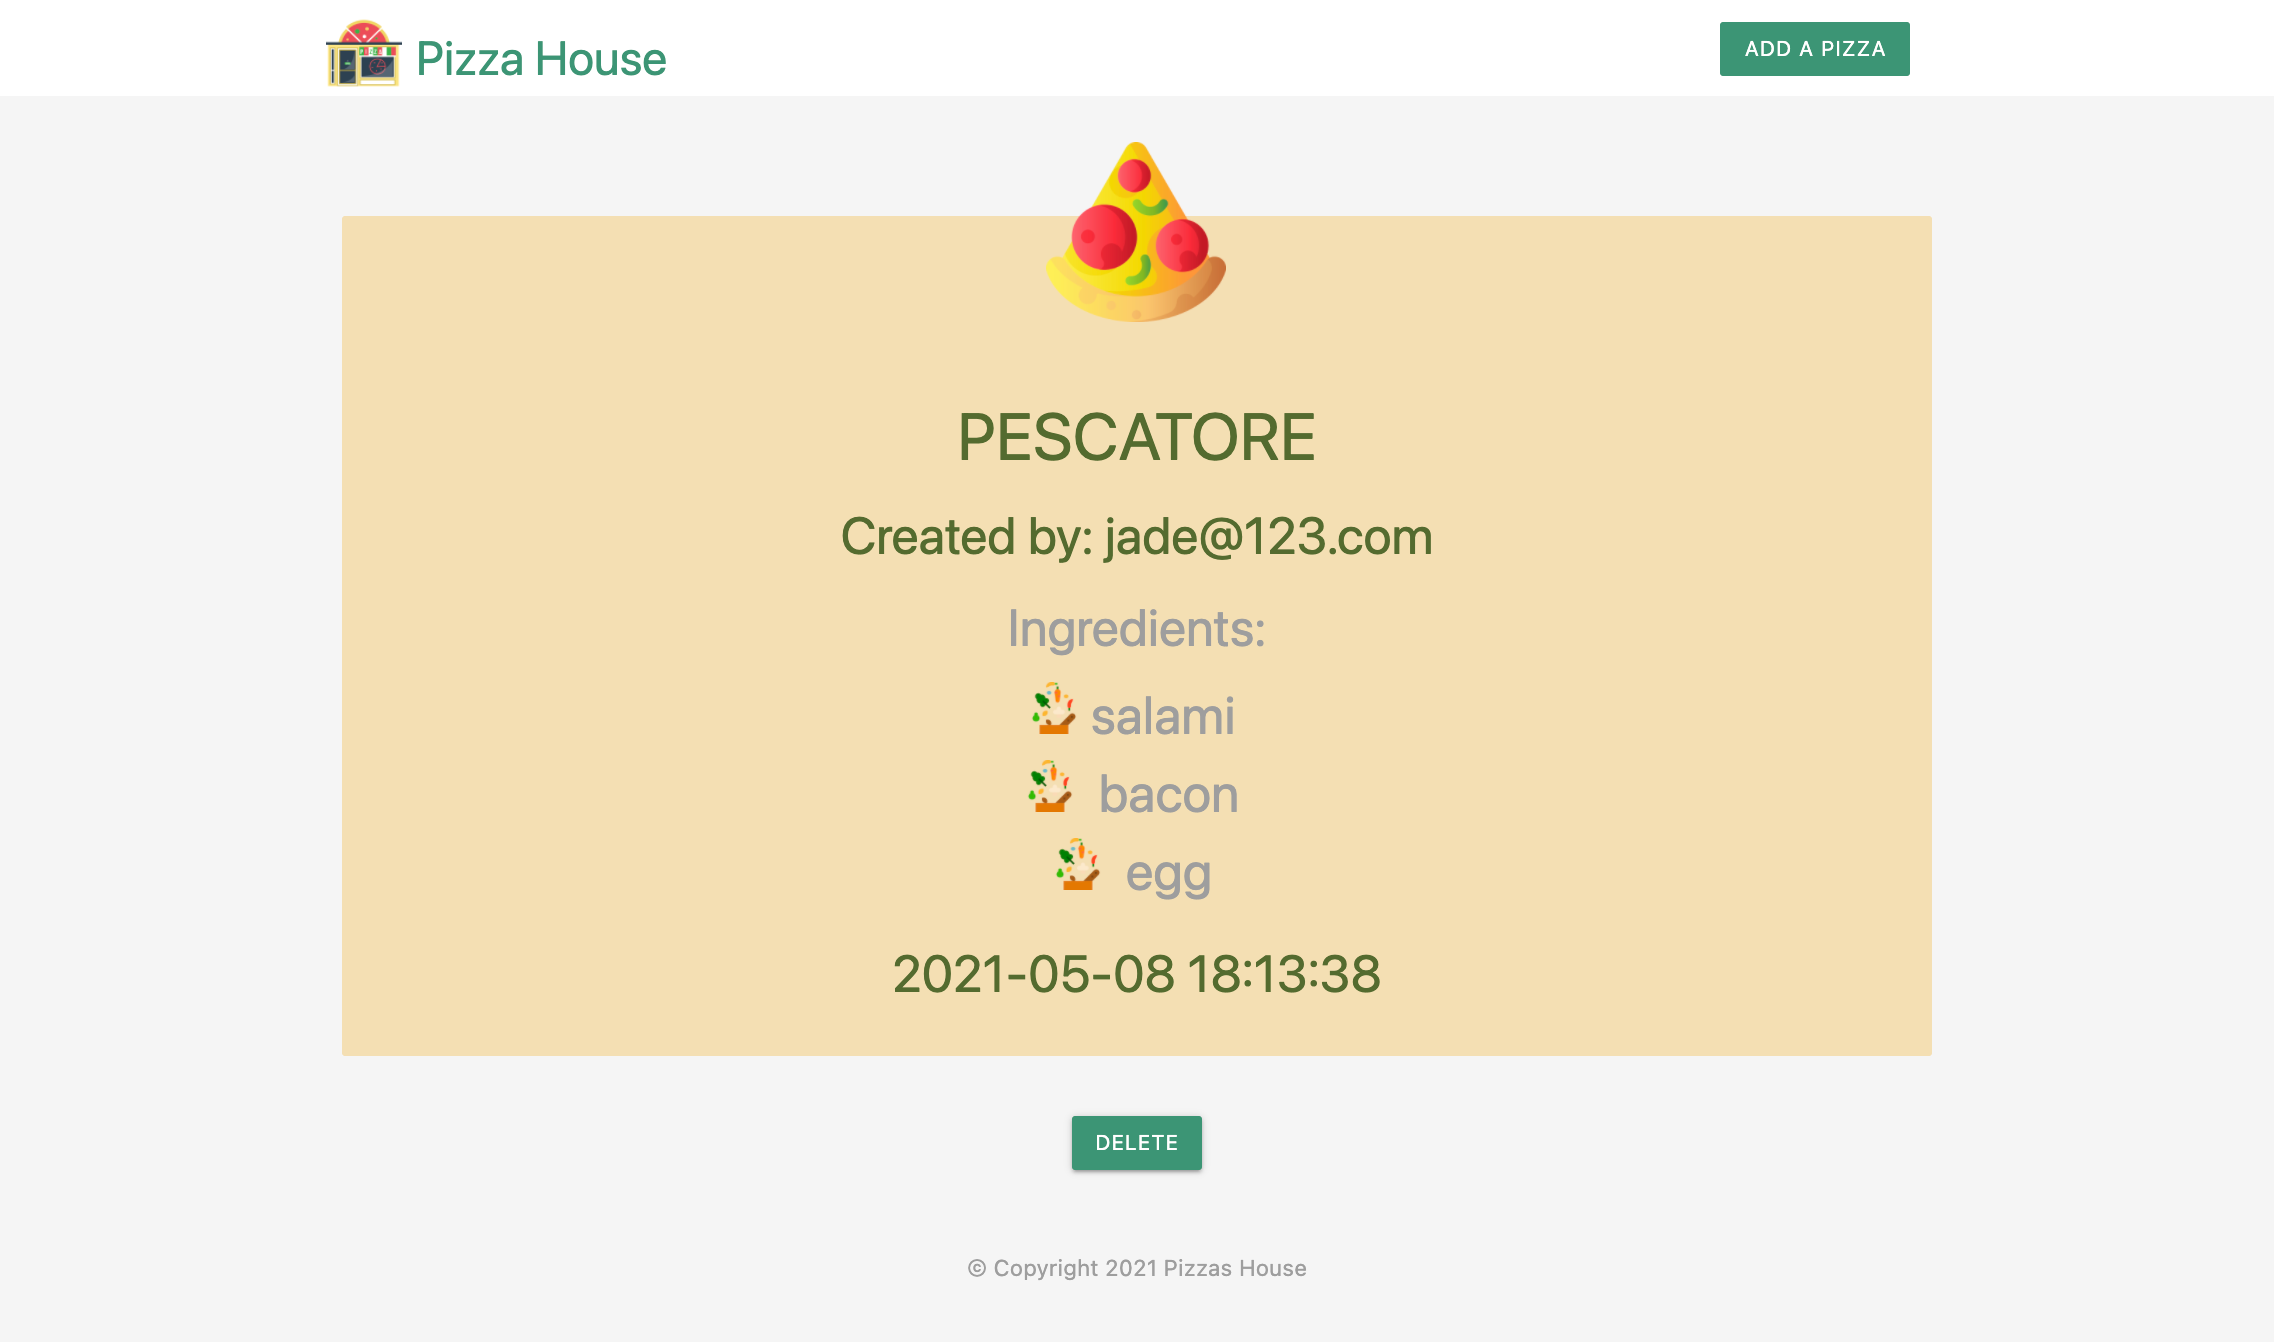 Pizza House
ADD A PIZZA
PESCATORE
Created by: jade@123.com
Ingredients:
salami
bacon
egg
2021-05-08 18:13:38
DELETE
© Copyright 2021 Pizzas House